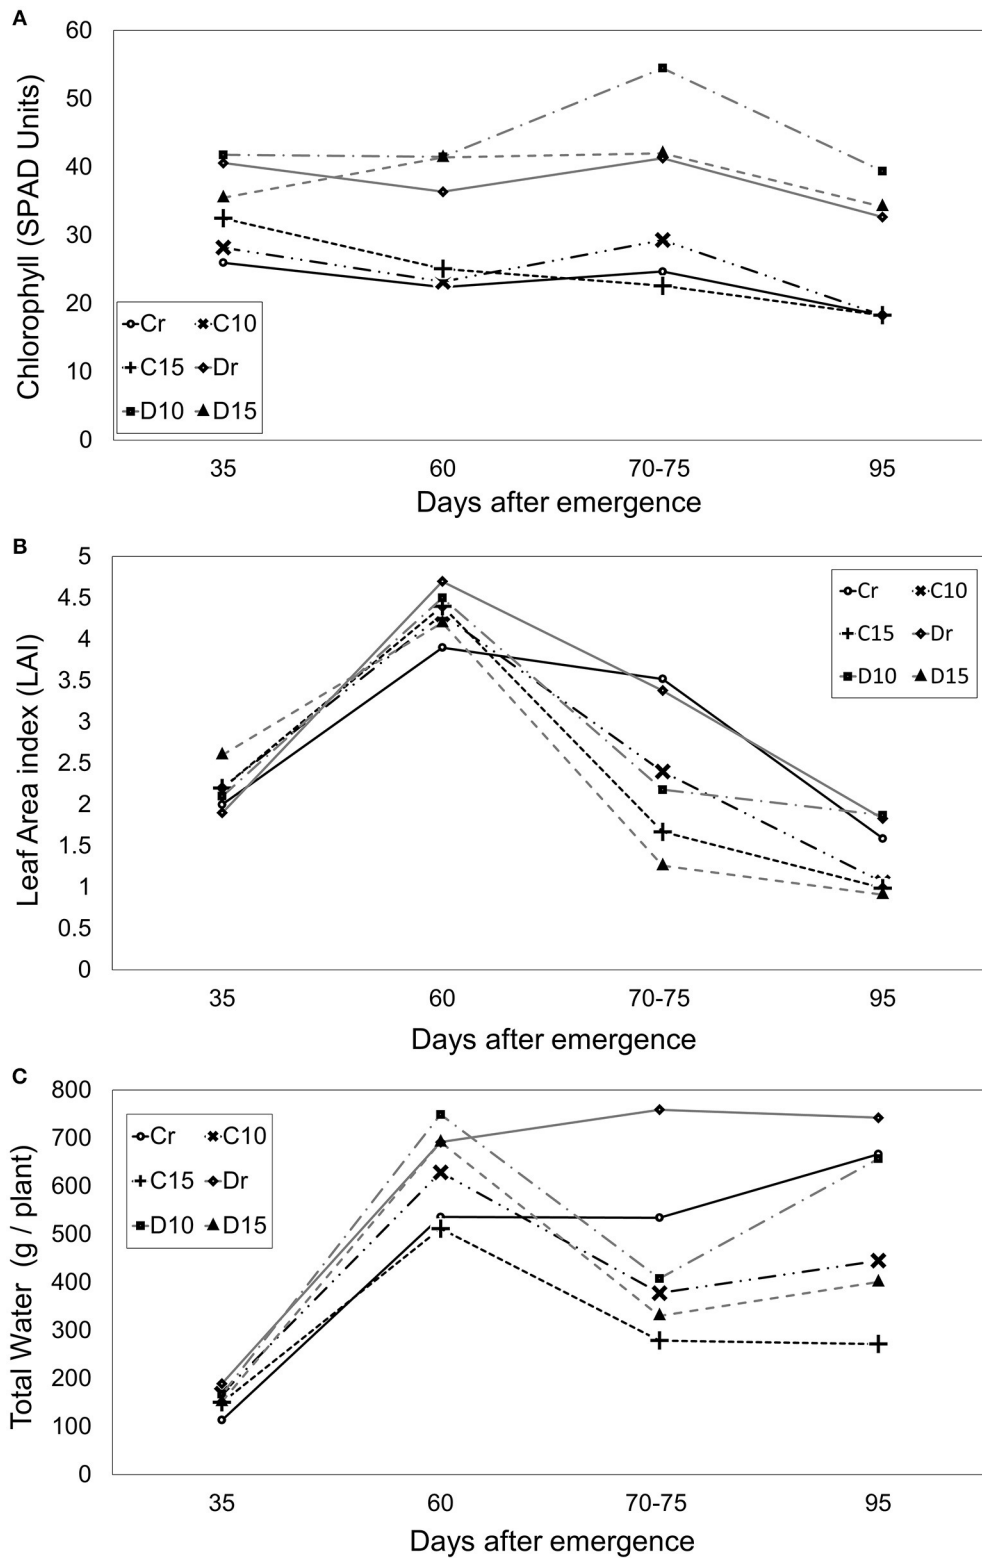 A
Chlorophyll (SPAD Units)
60
50
40
30
20
10
0
Cr C10
C15 Dr
D10 D15
35 60 70-75 95
Days after emergence
B
Leaf Area index (LAI)
5
4.5
4
3.5
3
2.5
2
1.5
1
0.5
0
Cr C10
C15 Dr
D10 D15
35 60 70-75 95
Days after emergence
C
Total Water (g / plant)
800
700
600
500
400
300
200
100
0
Cr C10
C15 Dr
D10 D15
35 60 70-75 95
Days after emergence